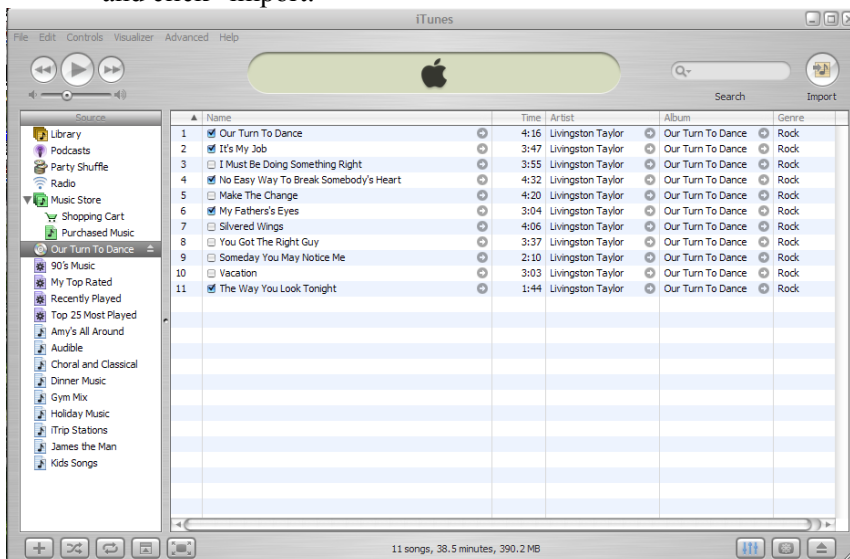 and click "import."
iTunes
File Edit Controls Visualizer Advanced Help
Search Import
Source
Library
Podcasts
Party Shuffle
Radio
Music Store
Shopping Cart
Purchased Music
Our Turn To Dance
90's Music
My Top Rated
Recently Played
Top 25 Most Played
Amy's All Around
Audible
Choral and Classical
Dinner Music
Gym Mix
Holiday Music
iTrip Stations
James the Man
Kids Songs
Name Time Artist Album Genre
1 Our Turn To Dance 4:16 Livingston Taylor Our Turn To Dance Rock
2 It's My Job 3:47 Livingston Taylor Our Turn To Dance Rock
3 I Must Be Doing Something Right 3:55 Livingston Taylor Our Turn To Dance Rock
4 No Easy Way To Break Somebody's Heart 4:32 Livingston Taylor Our Turn To Dance Rock
5 Make The Change 4:20 Livingston Taylor Our Turn To Dance Rock
6 My Fathers's Eyes 3:04 Livingston Taylor Our Turn To Dance Rock
7 Silvered Wings 4:06 Livingston Taylor Our Turn To Dance Rock
8 You Got The Right Guy 3:37 Livingston Taylor Our Turn To Dance Rock
9 Someday You May Notice Me 2:10 Livingston Taylor Our Turn To Dance Rock
10 Vacation 3:03 Livingston Taylor Our Turn To Dance Rock
11 The Way You Look Tonight 1:44 Livingston Taylor Our Turn To Dance Rock
11 songs, 38.5 minutes, 390.2 MB